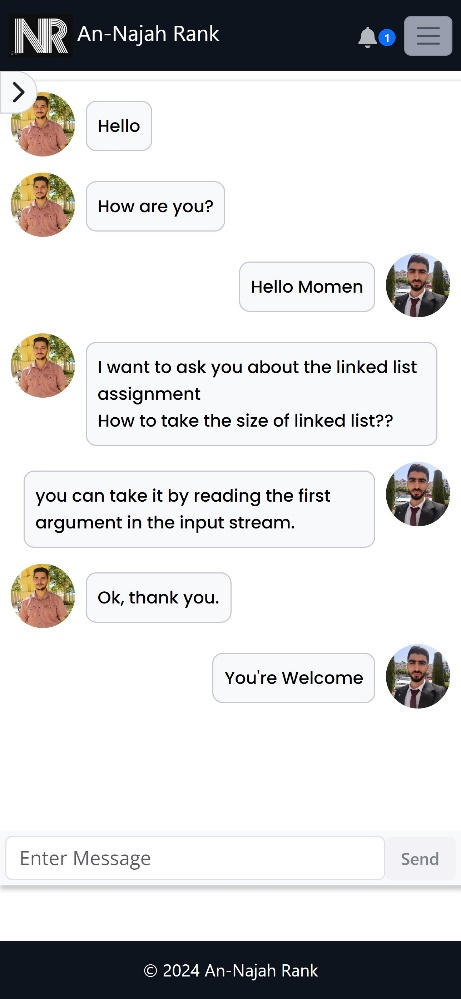 NR An-Najah Rank
1
Hello
How are you?
Hello Momen
I want to ask you about the linked list
assignment
How to take the size of linked list??
you can take it by reading the first
argument in the input stream.
Ok, thank you.
You're Welcome
Enter Message
Send
© 2024 An-Najah Rank